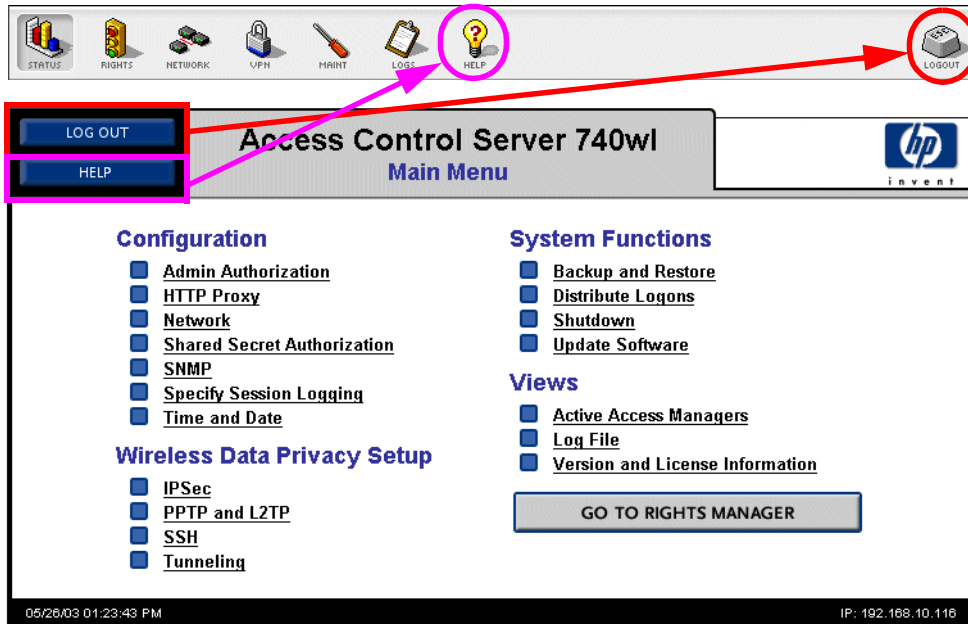 STATUS RIGHTS NETWORK VPN MAINT LOGS HELP ESC LOGOUT
LOG OUT
HELP
Access Control Server 740wl
Main Menu
hp
invent
Configuration
Admin Authorization
HTTP Proxy
Network
Shared Secret Authorization
SNMP
Specify Session Logging
Time and Date
Wireless Data Privacy Setup
IPSec
PPTP and L2TP
SSH
Tunneling
System Functions
Backup and Restore
Distribute Logons
Shutdown
Update Software
Views
Active Access Managers
Log File
Version and License Information
GO TO RIGHTS MANAGER
05/26/03 01:23:43 PM
IP: 192.168.10.116